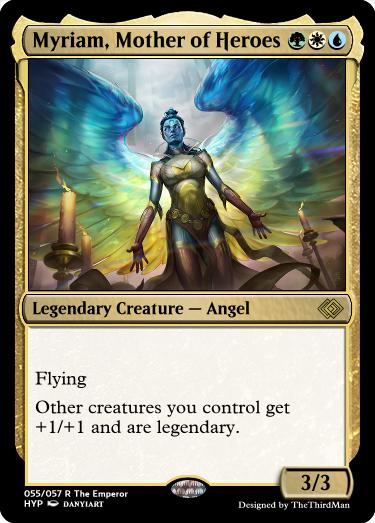 Myriam, Mother of Heroes
Legendary Creature — Angel
Flying
Other creatures you control get
+1/+1 and are legendary.
3/3
055/057 R The Emperor
HYP DANYIART
Designed by TheThirdMan